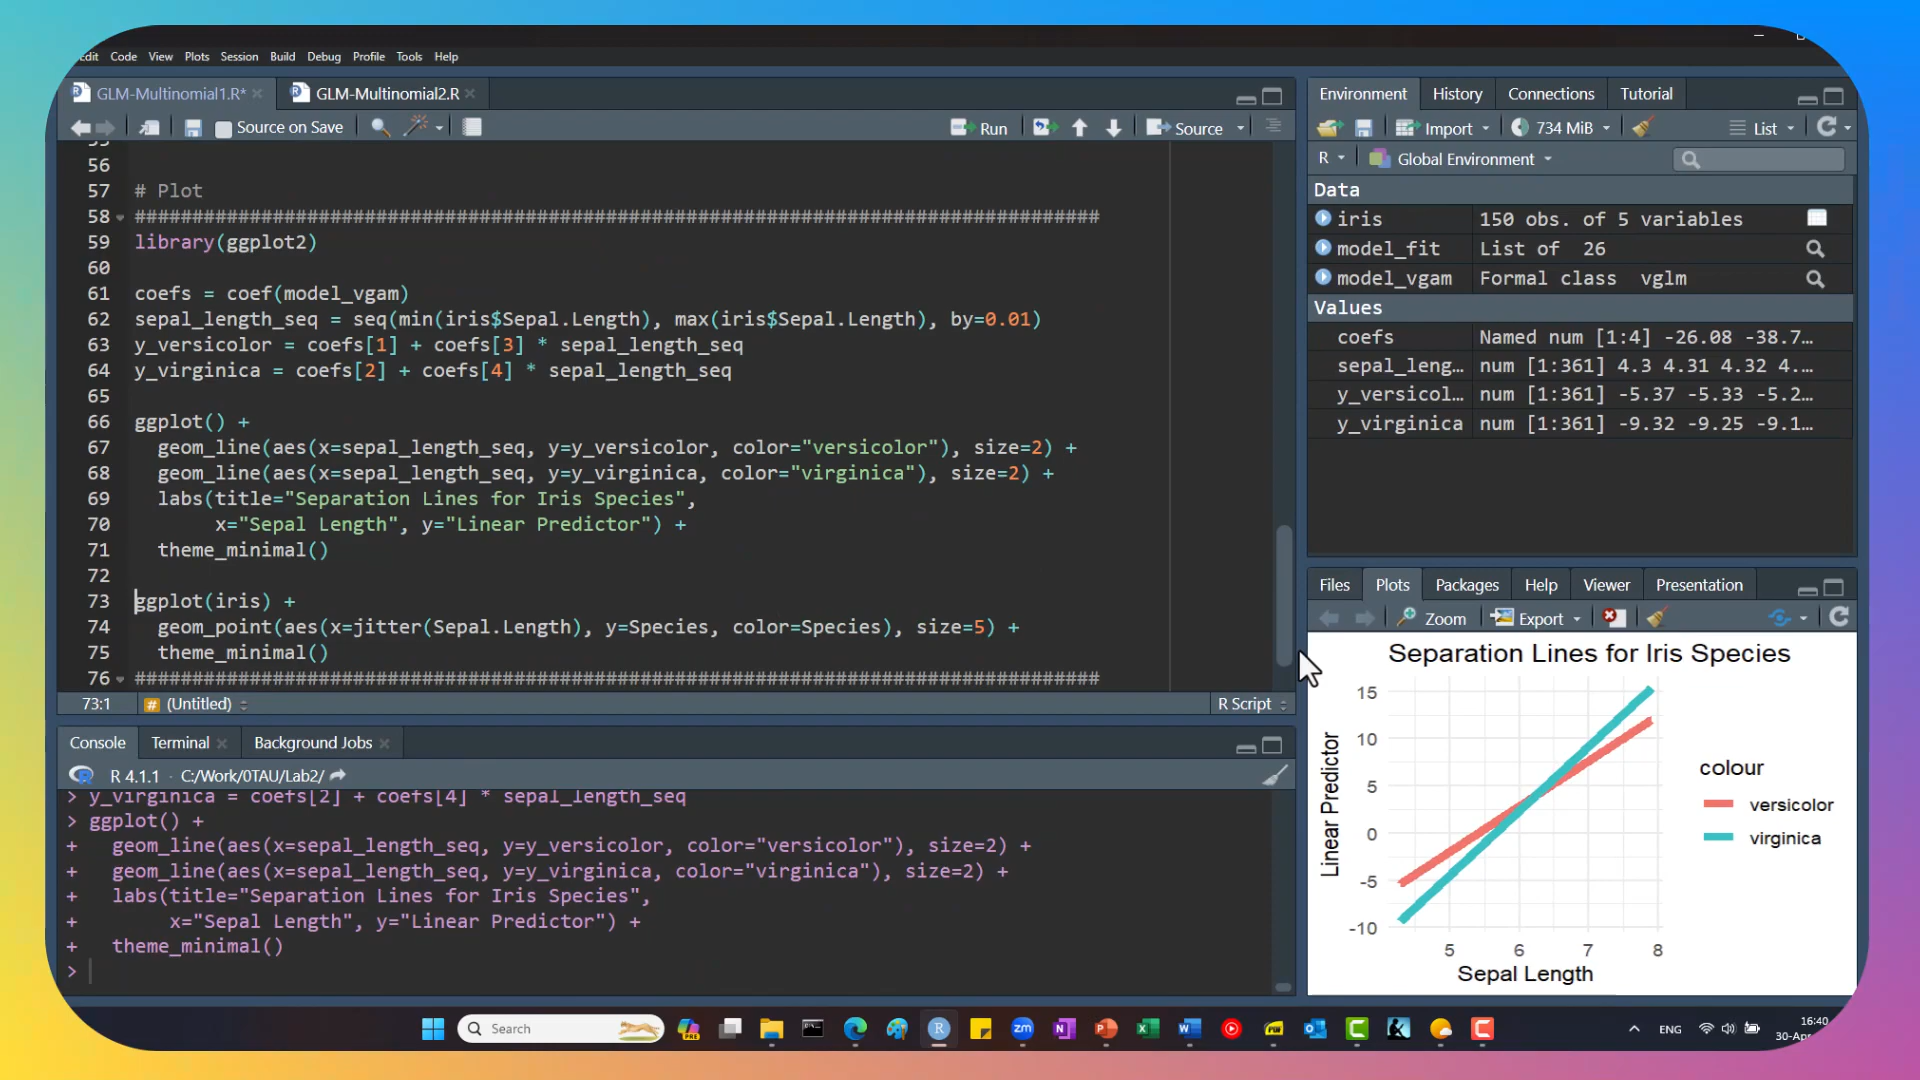 Edit Code View Plots Session Build Debug Profile Tools Help
GLM-Multinomial1.R* GLM-Multinomial2.R
Source on Save Run Source
56
57 # Plot
58 ####################################################################################
59 library(ggplot2)
60
61 coefs = coef(model_vgam)
62 sepal_length_seq = seq(min(iris$Sepal.Length), max(iris$Sepal.Length), by=0.01)
63 y_versicolor = coefs[1] + coefs[3] * sepal_length_seq
64 y_virginica = coefs[2] + coefs[4] * sepal_length_seq
65
66 ggplot() +
67 geom_line(aes(x=sepal_length_seq, y=y_versicolor, color="versicolor"), size=2) +
68 geom_line(aes(x=sepal_length_seq, y=y_virginica, color="virginica"), size=2) +
69 labs(title="Separation Lines for Iris Species",
70 x="Sepal Length", y="Linear Predictor") +
71 theme_minimal()
72
73 ggplot(iris) +
74 geom_point(aes(x=jitter(Sepal.Length), y=Species, color=Species), size=5) +
75 theme_minimal()
76 ####################################################################################
73:1 # (Untitled) R Script
Console Terminal Background Jobs
R 4.1.1 · C:/Work/0TAU/Lab2/
> y_virginica = coefs[2] + coefs[4] * sepal_length_seq
> ggplot() +
+ geom_line(aes(x=sepal_length_seq, y=y_versicolor, color="versicolor"), size=2) +
+ geom_line(aes(x=sepal_length_seq, y=y_virginica, color="virginica"), size=2) +
+ labs(title="Separation Lines for Iris Species",
+ x="Sepal Length", y="Linear Predictor") +
+ theme_minimal()
>
Environment History Connections Tutorial
Import 734 MiB List
R Global Environment
Data
iris 150 obs. of 5 variables
model_fit List of 26
model_vgam Formal class vglm
Values
coefs Named num [1:4] -26.08 -38.7…
sepal_leng… num [1:361] 4.3 4.31 4.32 4.…
y_versicol… num [1:361] -5.37 -5.33 -5.2…
y_virginica num [1:361] -9.32 -9.25 -9.1…
Files Plots Packages Help Viewer Presentation
Zoom Export
Separation Lines for Iris Species
15
10
5
0
-5
-10
Linear Predictor
5 6 7 8
Sepal Length
colour
versicolor
virginica
Search
ENG
16:40